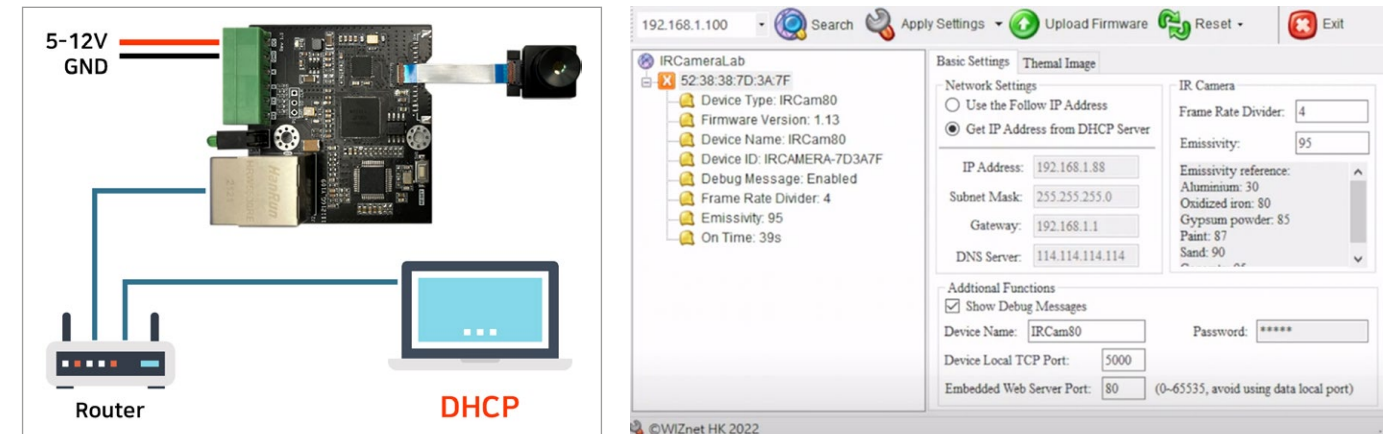 5-12V
GND
Router
DHCP
192.168.1.100
Search
Apply Settings
Upload Firmware
Reset
Exit
IRCameraLab
52:38:38:7D:3A:7F
Device Type: IRCam80
Firmware Version: 1.13
Device Name: IRCam80
Device ID: IRCAMERA-7D3A7F
Debug Message: Enabled
Frame Rate Divider: 4
Emissivity: 95
On Time: 39s
Basic Settings Themal Image
Network Settings
Use the Follow IP Address
Get IP Address from DHCP Server
IP Address: 192.168.1.88
Subnet Mask: 255.255.255.0
Gateway: 192.168.1.1
DNS Server: 114.114.114.114
IR Camera
Frame Rate Divider: 4
Emissivity: 95
Emissivity reference:
Aluminium: 30
Oxidized iron: 80
Gypsum powder: 85
Paint: 87
Sand: 90
Addtional Functions
Show Debug Messages
Device Name: IRCam80 Password: *****
Device Local TCP Port: 5000
Embedded Web Server Port: 80 (0~65535, avoid using data local port)
©WIZnet HK 2022
HanRun